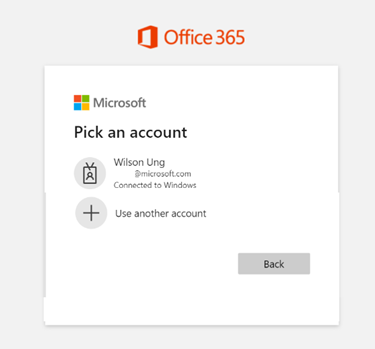 Office 365
Microsoft
Pick an account
Wilson Ung
@microsoft.com
Connected to Windows
Use another account
Back